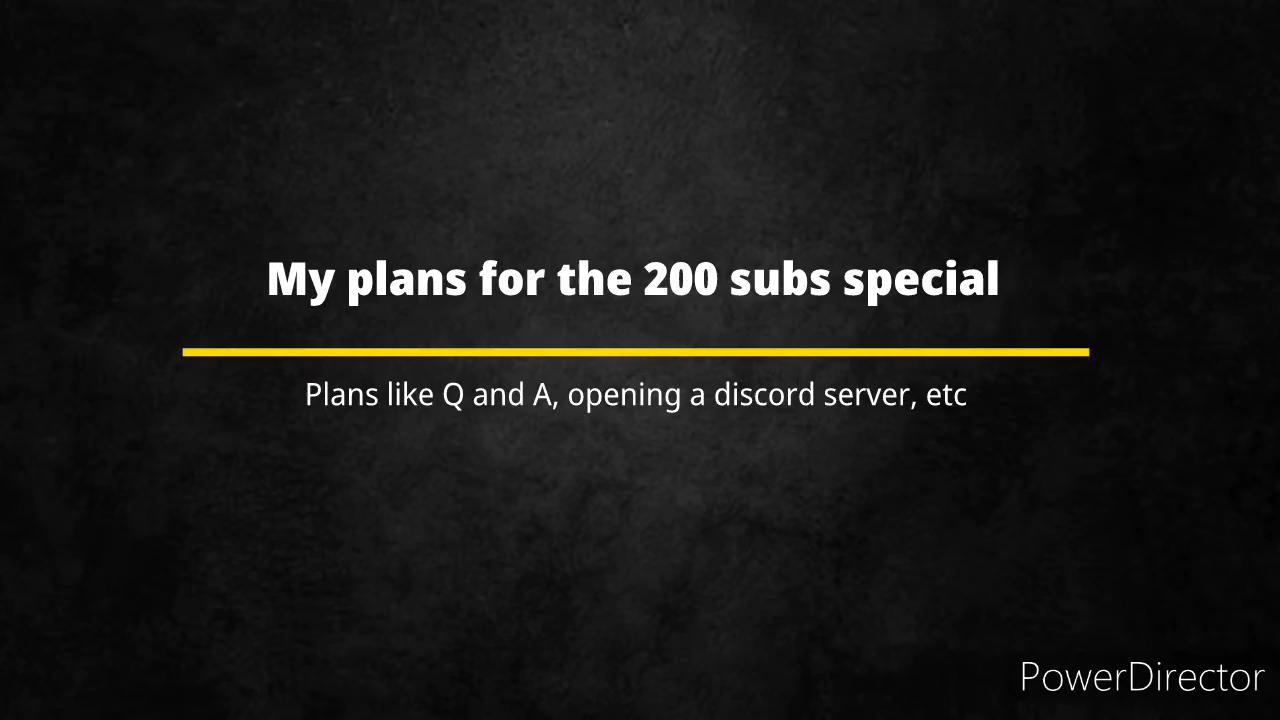 My plans for the 200 subs special
Plans like Q and A, opening a discord server, etc
PowerDirector